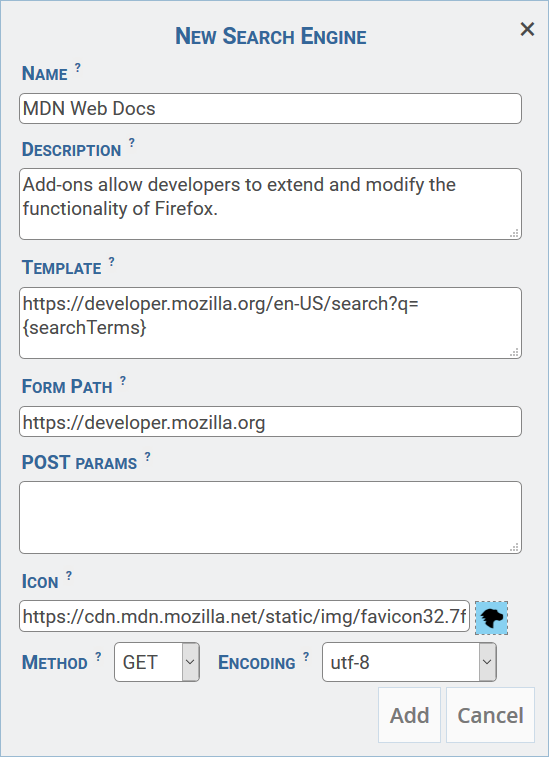 New Search Engine
×
Name ?
MDN Web Docs
Description ?
Add-ons allow developers to extend and modify the
functionality of Firefox.
Template ?
https://developer.mozilla.org/en-US/search?q=
{searchTerms}
Form Path ?
https://developer.mozilla.org
POST params ?
Icon ?
https://cdn.mdn.mozilla.net/static/img/favicon32.7f
Method ? GET Encoding ? utf-8
Add Cancel